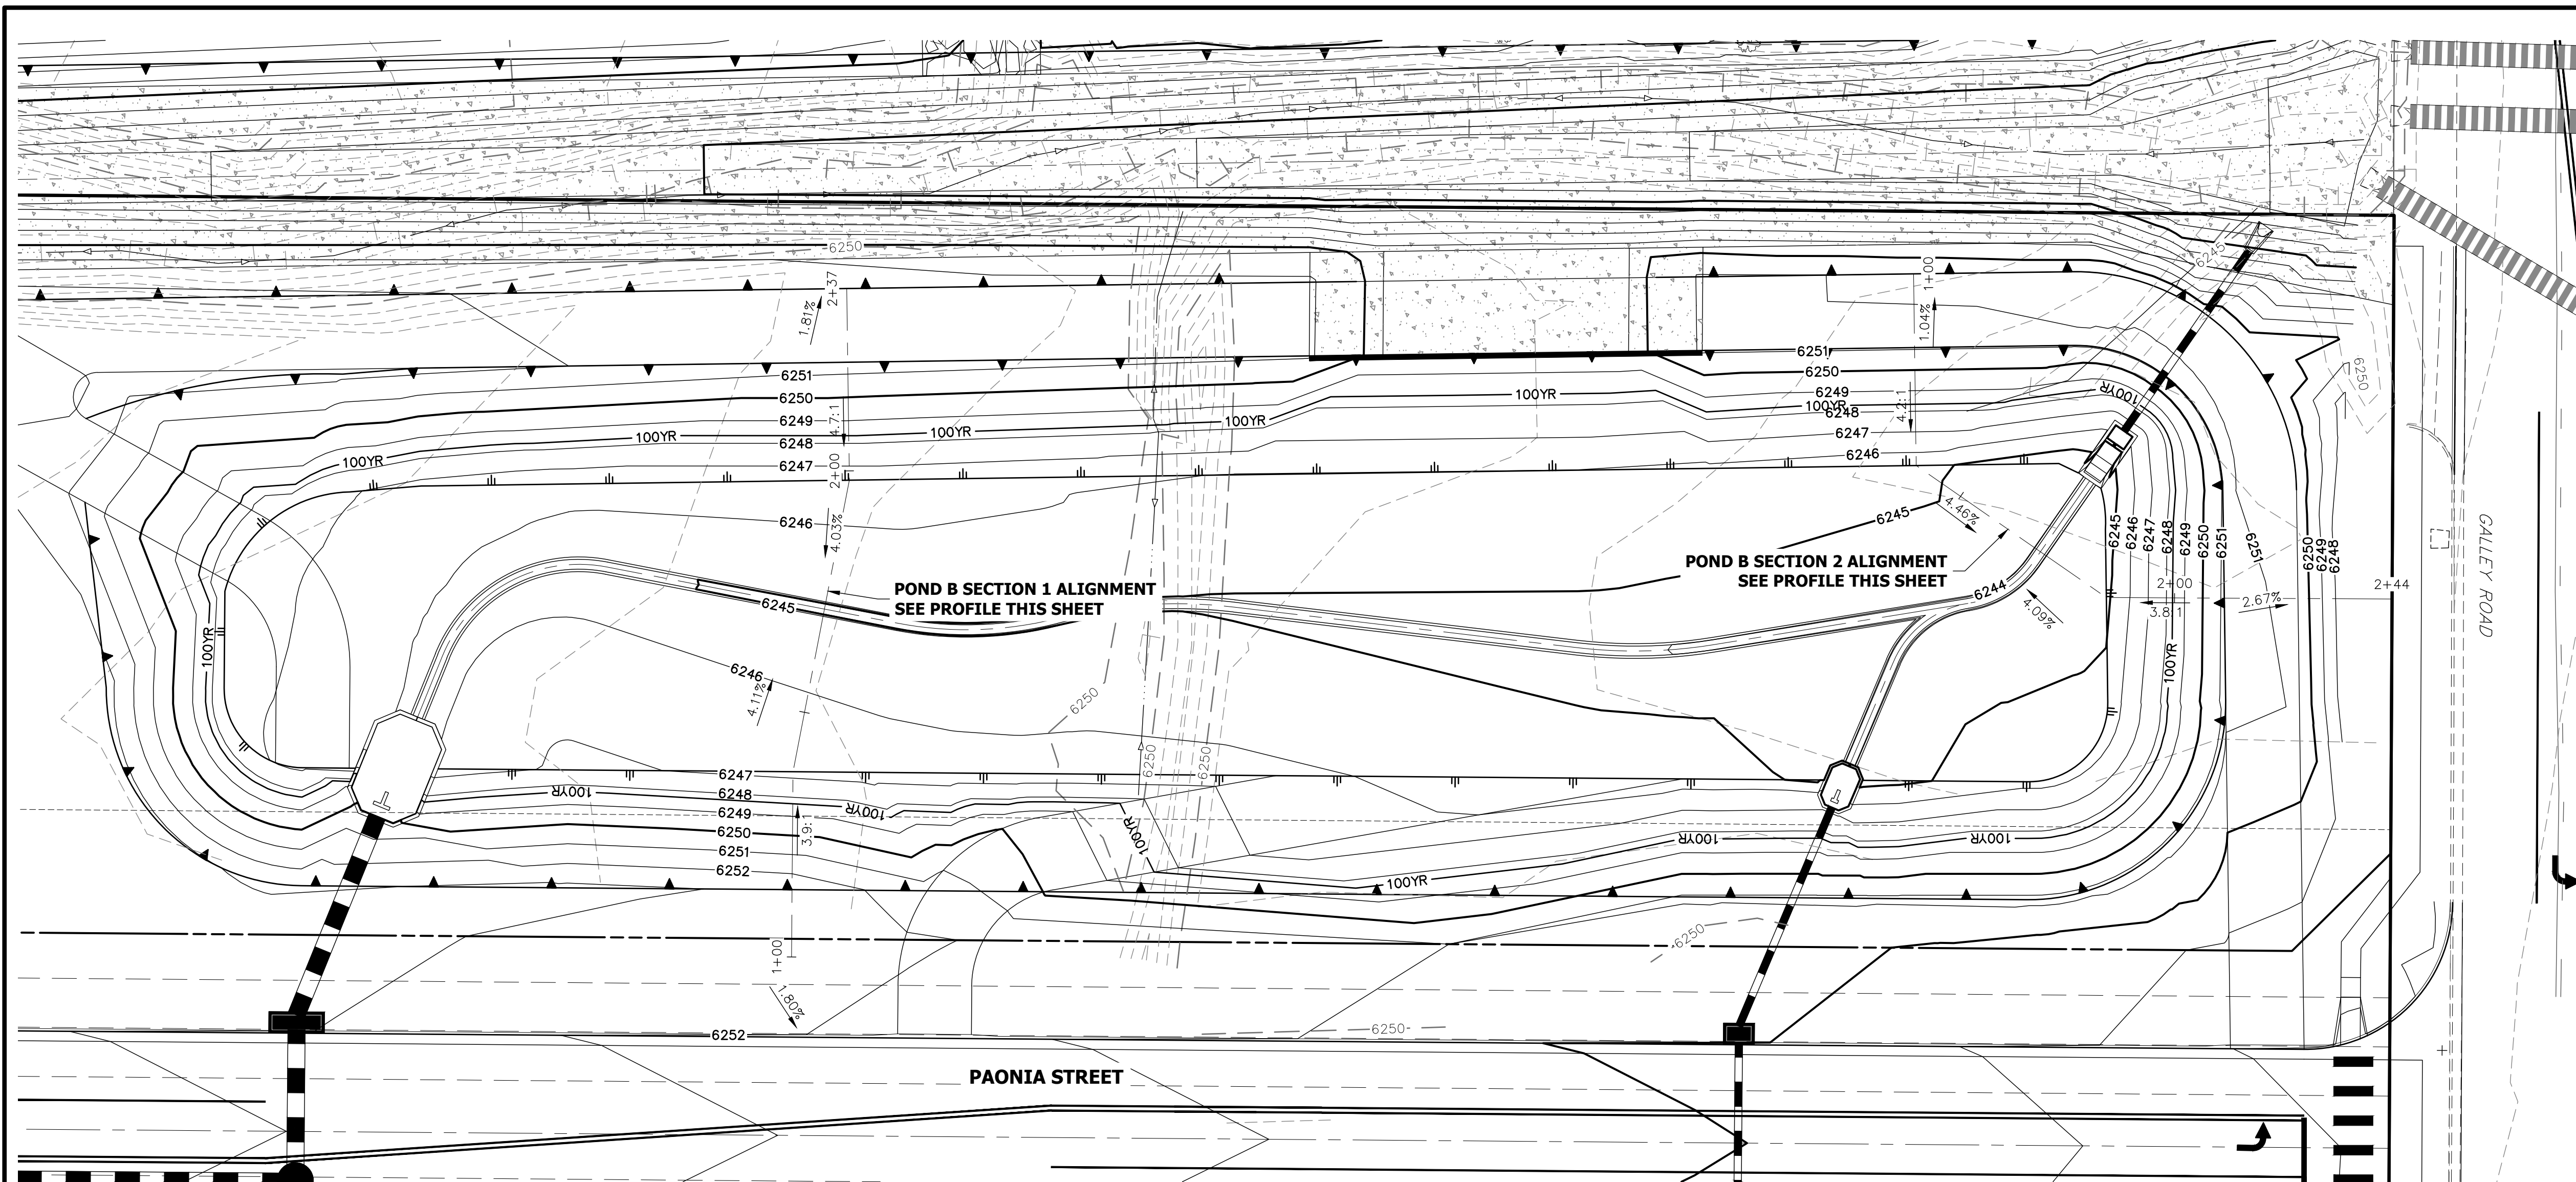 6250
6245
2+37
1.81%
1+00
1.04%
6251
6250
6249
6248
6247
6246
100YR
100YR
100YR
100YR
100YR
100YR
100YR
4.7:1
2+00
4.03%
6251
6250
6249
6248
6247
6246
4.2:1
6250
6245
4.46%
6245
6246
6247
6248
6249
6250
6251
6251
6250
6249
6248
GALLEY ROAD
POND B SECTION 1 ALIGNMENT
SEE PROFILE THIS SHEET
POND B SECTION 2 ALIGNMENT
SEE PROFILE THIS SHEET
6245
6244
2+00
3.8:1
2.67%
2+44
4.09%
100YR
100YR
6246
4.11%
6250
6250
6250
6247
6248
6249
6250
6251
6252
100YR
100YR
3.9:1
100YR
100YR
100YR
100YR
6250
1+00
1.80%
6252
6250
PAONIA STREET